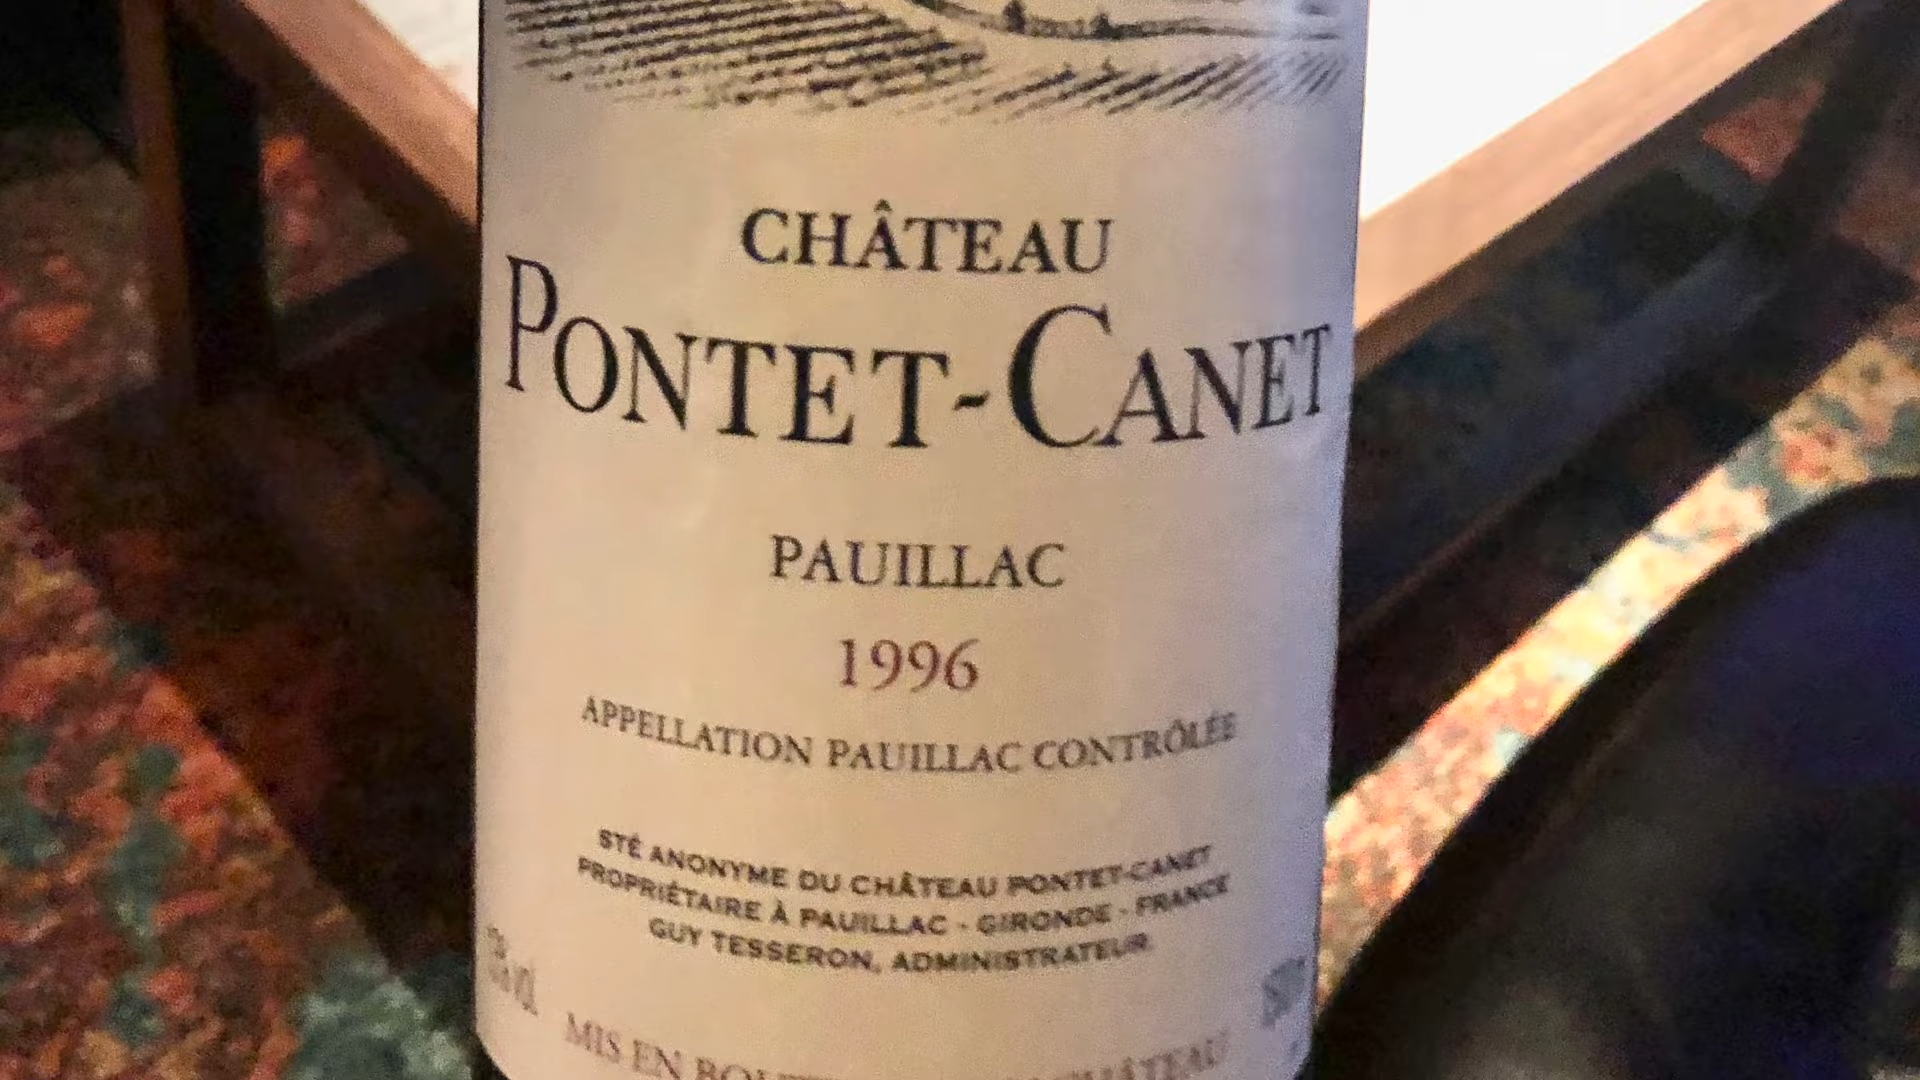 CHÂTEAU
PONTET-CANET
PAUILLAC
1996
APPELLATION PAUILLAC CONTRÔLÉE
STÉ ANONYME DU CHÂTEAU PONTET-CANET
PROPRIÉTAIRE À PAUILLAC - GIRONDE - FRANCE
GUY TESSERON, ADMINISTRATEUR
MIS EN CHÂTEAU